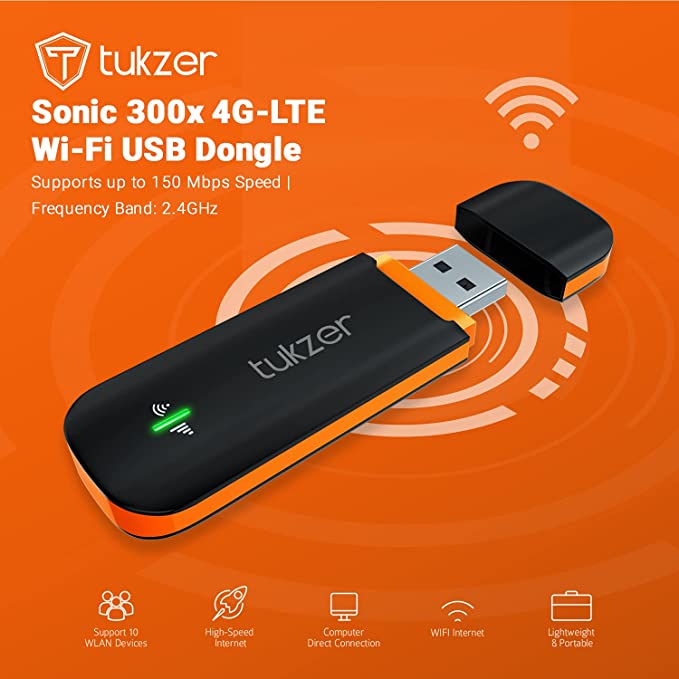 tukzer
Sonic 300x 4G-LTE
Wi-Fi USB Dongle
Supports up to 150 Mbps Speed |
Frequency Band: 2.4GHz
tukzer
Support 10
WLAN Devices
High-Speed
Internet
Computer
Direct Connection
WIFI Internet
Lightweight
& Portable